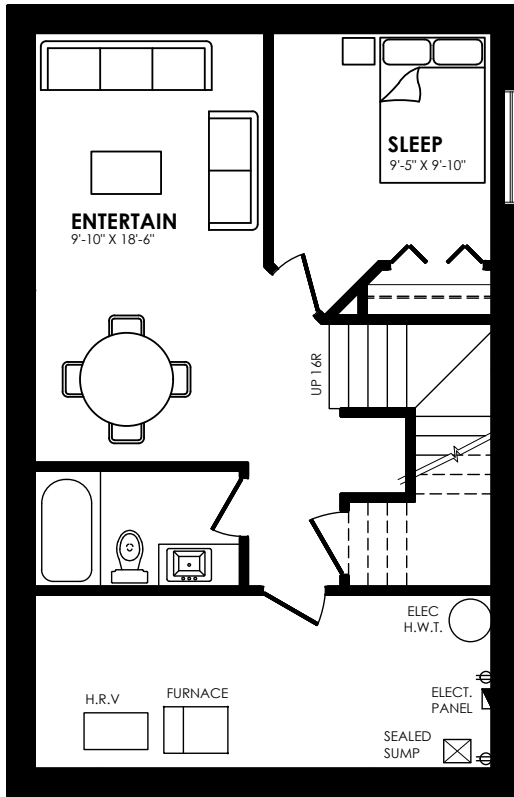 SLEEP
9'-5" X 9'-10"
ENTERTAIN
9'-10" X 18'-6"
UP 16R
ELEC
H.W.T.
H.R.V
FURNACE
ELECT.
PANEL
SEALED
SUMP